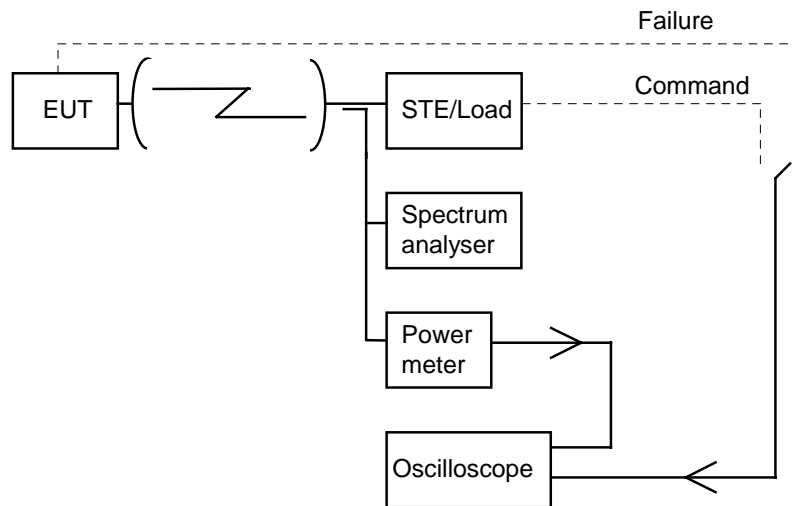 Failure
Command
EUT
STE/Load
Spectrum
analyser
Power
meter
Oscilloscope